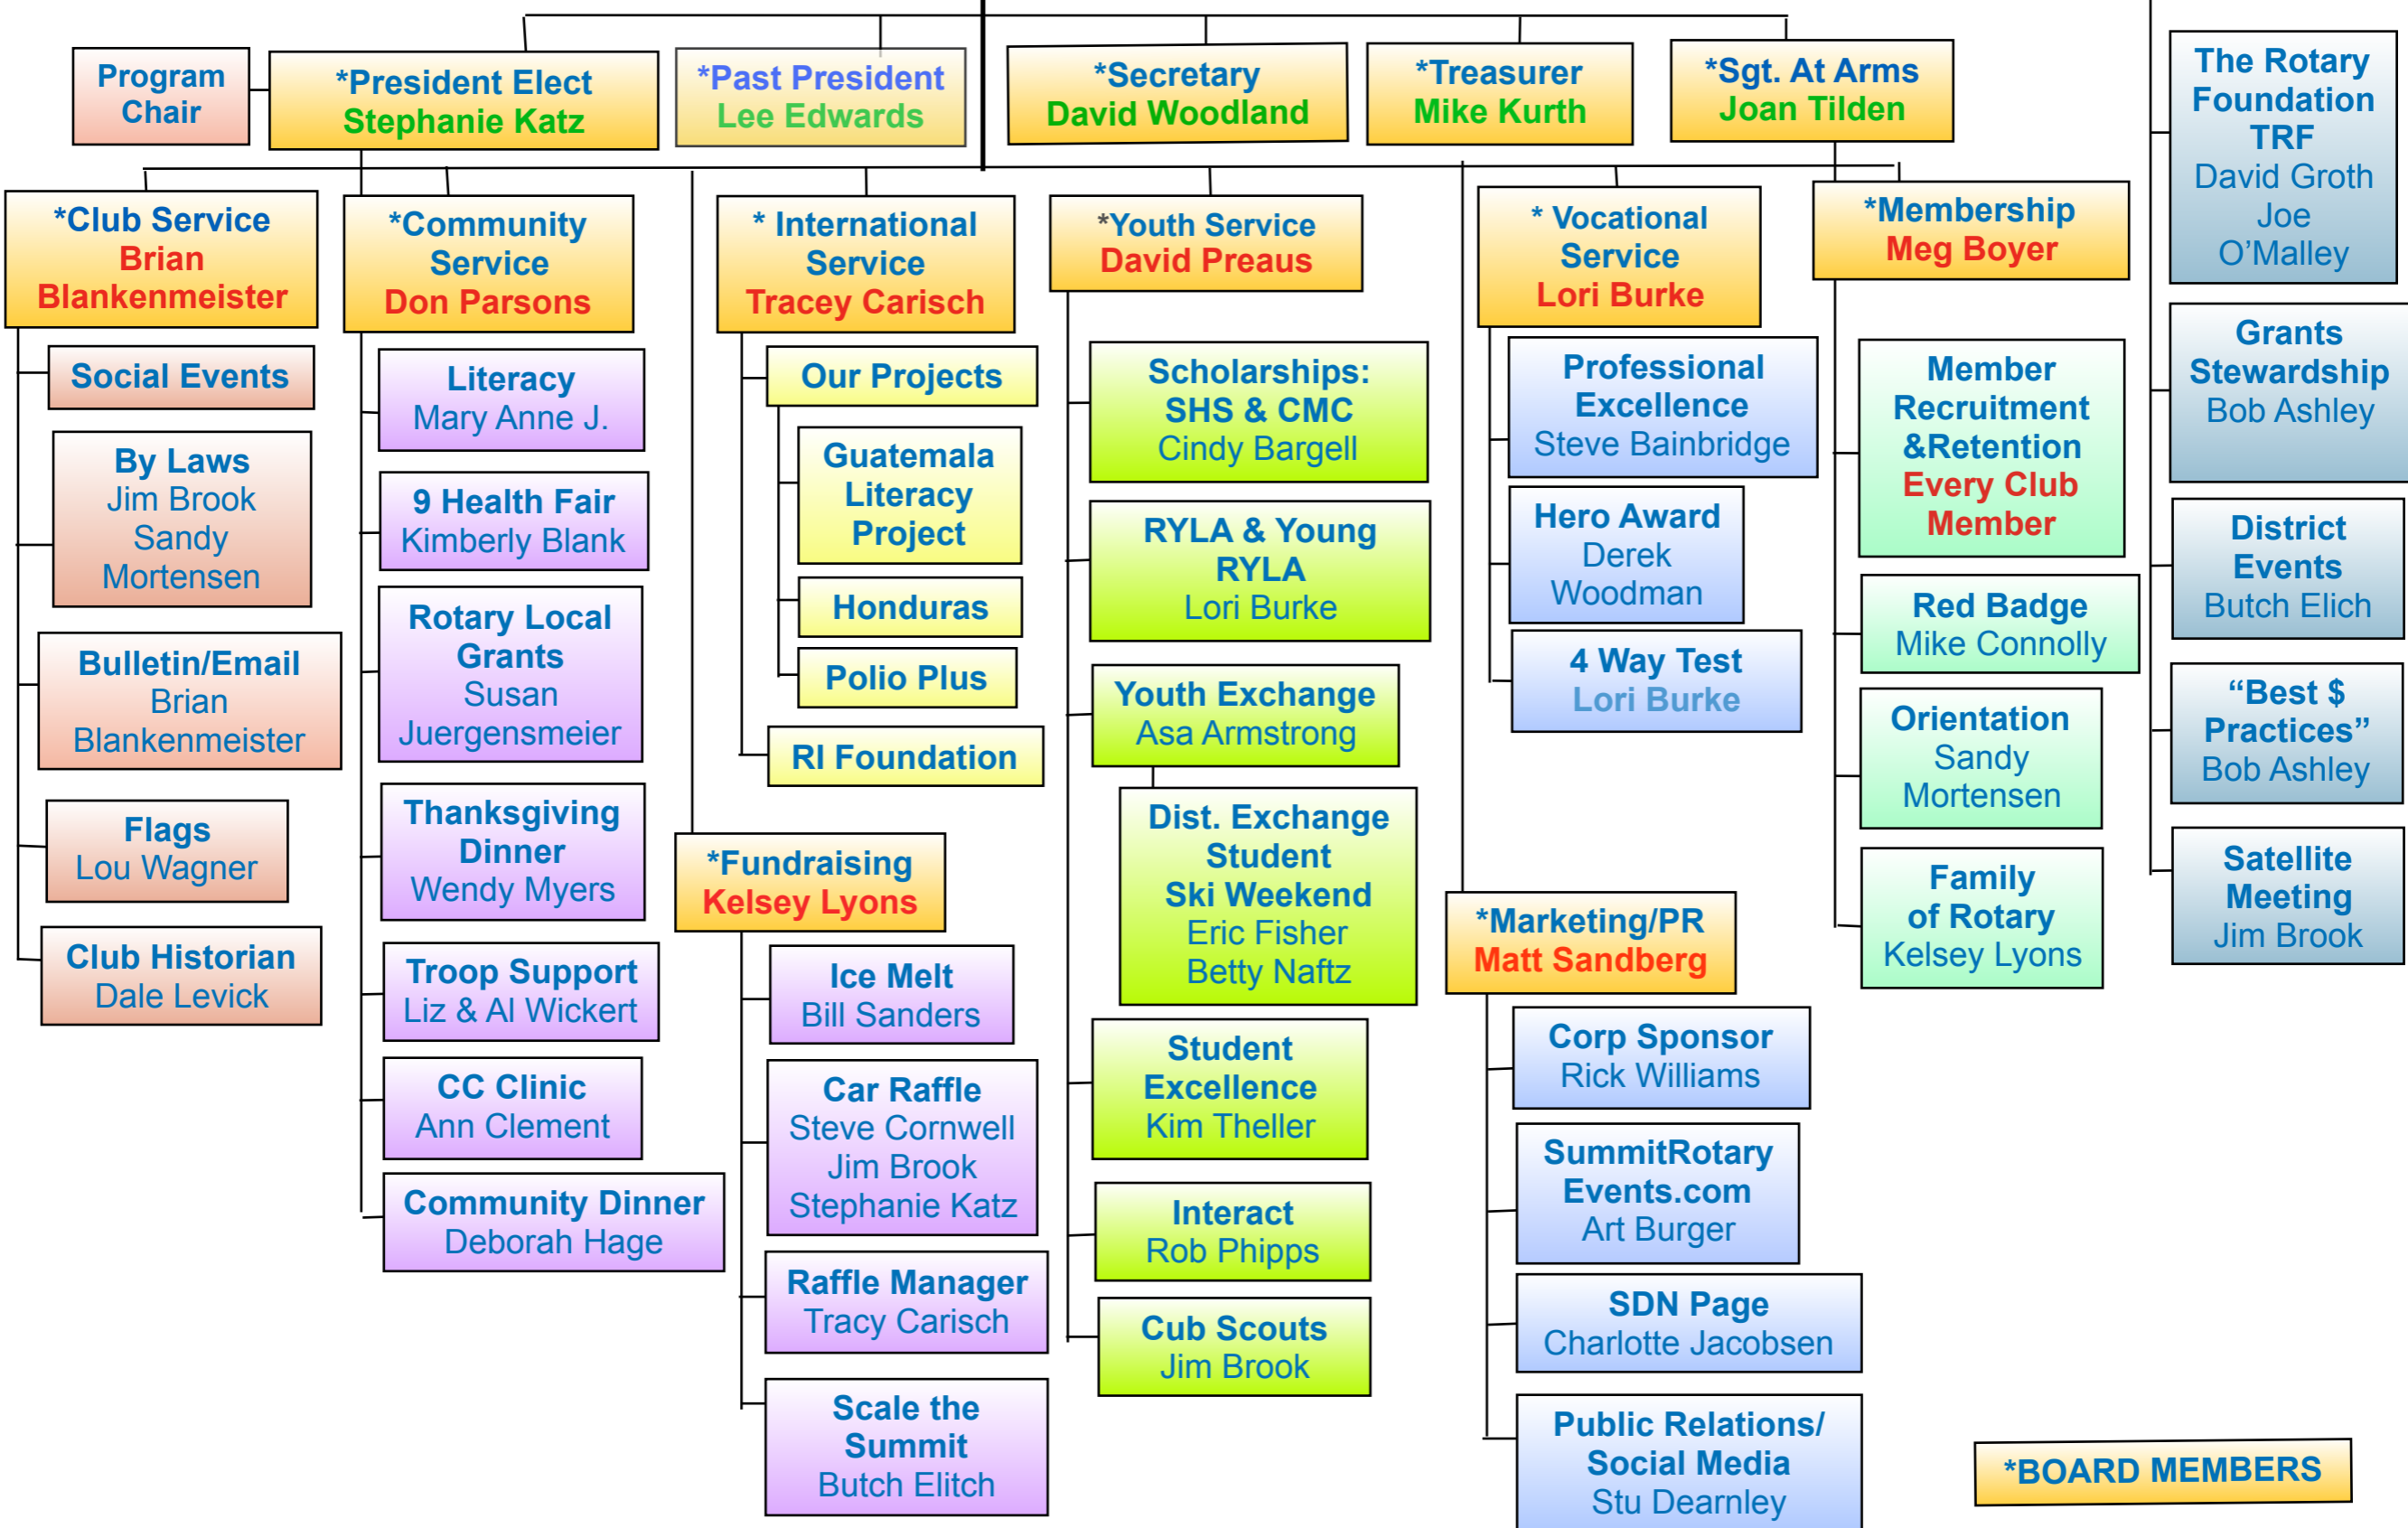 Program
Chair
*President Elect
Stephanie Katz
*Past President
Lee Edwards
*Secretary
David Woodland
*Treasurer
Mike Kurth
*Sgt. At Arms
Joan Tilden
*Club Service
Brian
Blankenmeister
Social Events
By Laws
Jim Brook
Sandy
Mortensen
Bulletin/Email
Brian
Blankenmeister
Flags
Lou Wagner
Club Historian
Dale Levick
*Community
Service
Don Parsons
Literacy
Mary Anne J.
9 Health Fair
Kimberly Blank
Rotary Local
Grants
Susan
Juergensmeier
Thanksgiving
Dinner
Wendy Myers
Troop Support
Liz & Al Wickert
CC Clinic
Ann Clement
Community Dinner
Deborah Hage
* International
Service
Tracey Carisch
Our Projects
Guatemala
Literacy
Project
Honduras
Polio Plus
RI Foundation
*Fundraising
Kelsey Lyons
Ice Melt
Bill Sanders
Car Raffle
Steve Cornwell
Jim Brook
Stephanie Katz
Raffle Manager
Tracy Carisch
Scale the
Summit
Butch Elitch
*Youth Service
David Preaus
Scholarships:
SHS & CMC
Cindy Bargell
RYLA & Young
RYLA
Lori Burke
Youth Exchange
Asa Armstrong
Dist. Exchange
Student
Ski Weekend
Eric Fisher
Betty Naftz
Student
Excellence
Kim Theller
Interact
Rob Phipps
Cub Scouts
Jim Brook
* Vocational
Service
Lori Burke
Professional
Excellence
Steve Bainbridge
Hero Award
Derek
Woodman
4 Way Test
Lori Burke
*Marketing/PR
Matt Sandberg
Corp Sponsor
Rick Williams
SummitRotary
Events.com
Art Burger
SDN Page
Charlotte Jacobsen
Public Relations/
Social Media
Stu Dearnley
*Membership
Meg Boyer
Member
Recruitment
&Retention
Every Club
Member
Red Badge
Mike Connolly
Orientation
Sandy
Mortensen
Family
of Rotary
Kelsey Lyons
The Rotary
Foundation
TRF
David Groth
Joe
O’Malley
Grants
Stewardship
Bob Ashley
District
Events
Butch Elich
“Best $
Practices”
Bob Ashley
Satellite
Meeting
Jim Brook
*BOARD MEMBERS